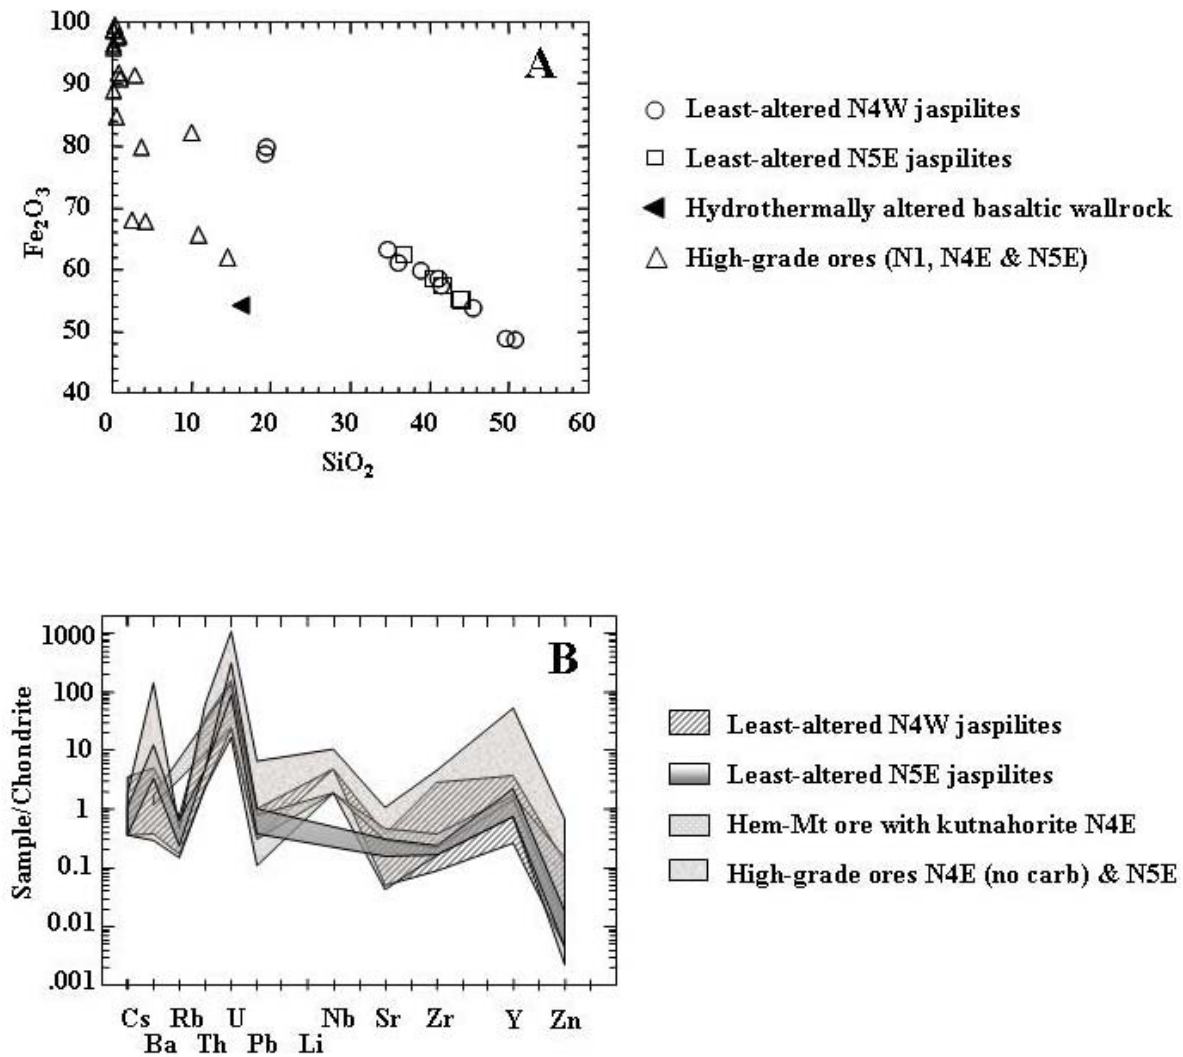 100
90
80
70
60
50
40
Fe₂O₃
A
0 10 20 30 40 50 60
SiO₂
Least-altered N4W jaspilites
Least-altered N5E jaspilites
Hydrothermally altered basaltic wallrock
High-grade ores (N1, N4E & N5E)
1000
100
10
1
0.1
0.01
.001
Sample/Chondrite
B
Cs Rb U Nb Sr Zr Y Zn
Ba Th Pb Li
Least-altered N4W jaspilites
Least-altered N5E jaspilites
Hem-Mt ore with kutnahorite N4E
High-grade ores N4E (no carb) & N5E